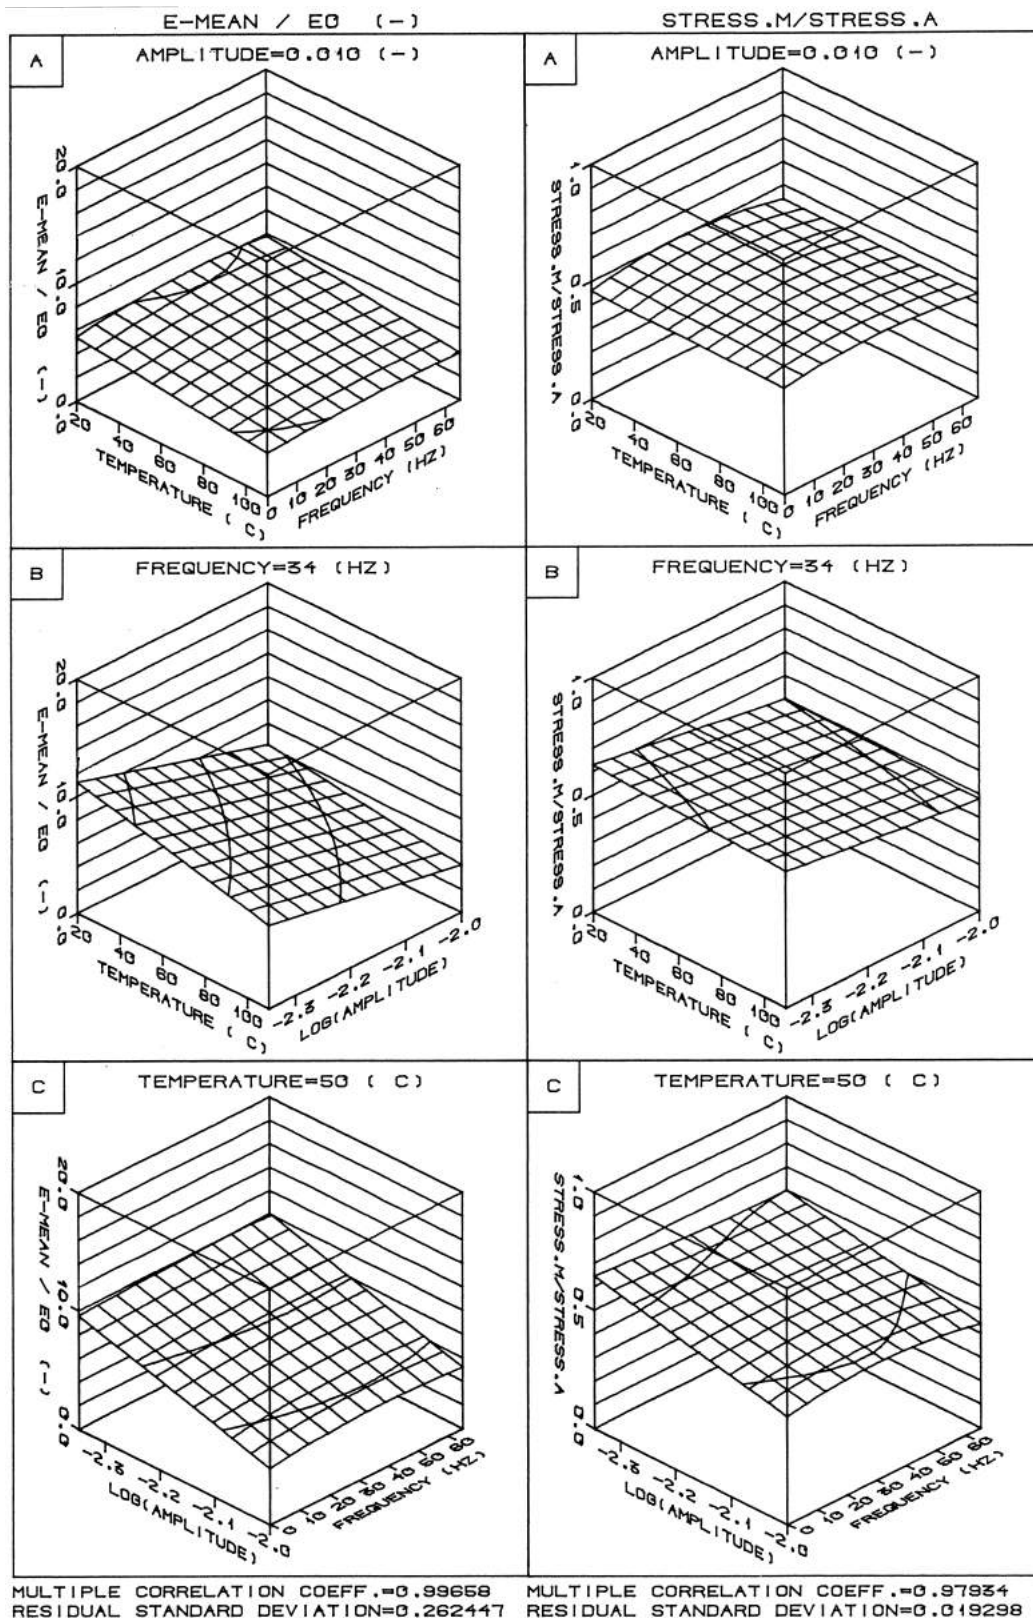 E-MEAN / E0 (-)
STRESS.M/STRESS.A
A
AMPLITUDE=0.010 (-)
20.0
10.0
0.0
E-MEAN / E0 (-)
20 40 60 80 100
TEMPERATURE ( C)
0 10 20 30 40 50 60
FREQUENCY (HZ)
A
AMPLITUDE=0.010 (-)
1.0
0.5
0.0
STRESS.M/STRESS.A
20 40 60 80 100
TEMPERATURE ( C)
0 10 20 30 40 50 60
FREQUENCY (HZ)
B
FREQUENCY=34 (HZ)
20.0
10.0
0.0
E-MEAN / E0 (-)
20 40 60 80 100
TEMPERATURE ( C)
-2.3 -2.2 -2.1 -2.0
LOG(AMPLITUDE)
B
FREQUENCY=34 (HZ)
1.0
0.5
0.0
STRESS.M/STRESS.A
20 40 60 80 100
TEMPERATURE ( C)
-2.3 -2.2 -2.1 -2.0
LOG(AMPLITUDE)
C
TEMPERATURE=50 ( C)
20.0
10.0
0.0
E-MEAN / E0 (-)
-2.3 -2.2 -2.1 -2.0
LOG(AMPLITUDE)
0 10 20 30 40 50 60
FREQUENCY (HZ)
C
TEMPERATURE=50 ( C)
1.0
0.5
0.0
STRESS.M/STRESS.A
-2.3 -2.2 -2.1 -2.0
LOG(AMPLITUDE)
0 10 20 30 40 50 60
FREQUENCY (HZ)
MULTIPLE CORRELATION COEFF.=0.99658
RESIDUAL STANDARD DEVIATION=0.262447
MULTIPLE CORRELATION COEFF.=0.97934
RESIDUAL STANDARD DEVIATION=0.019298